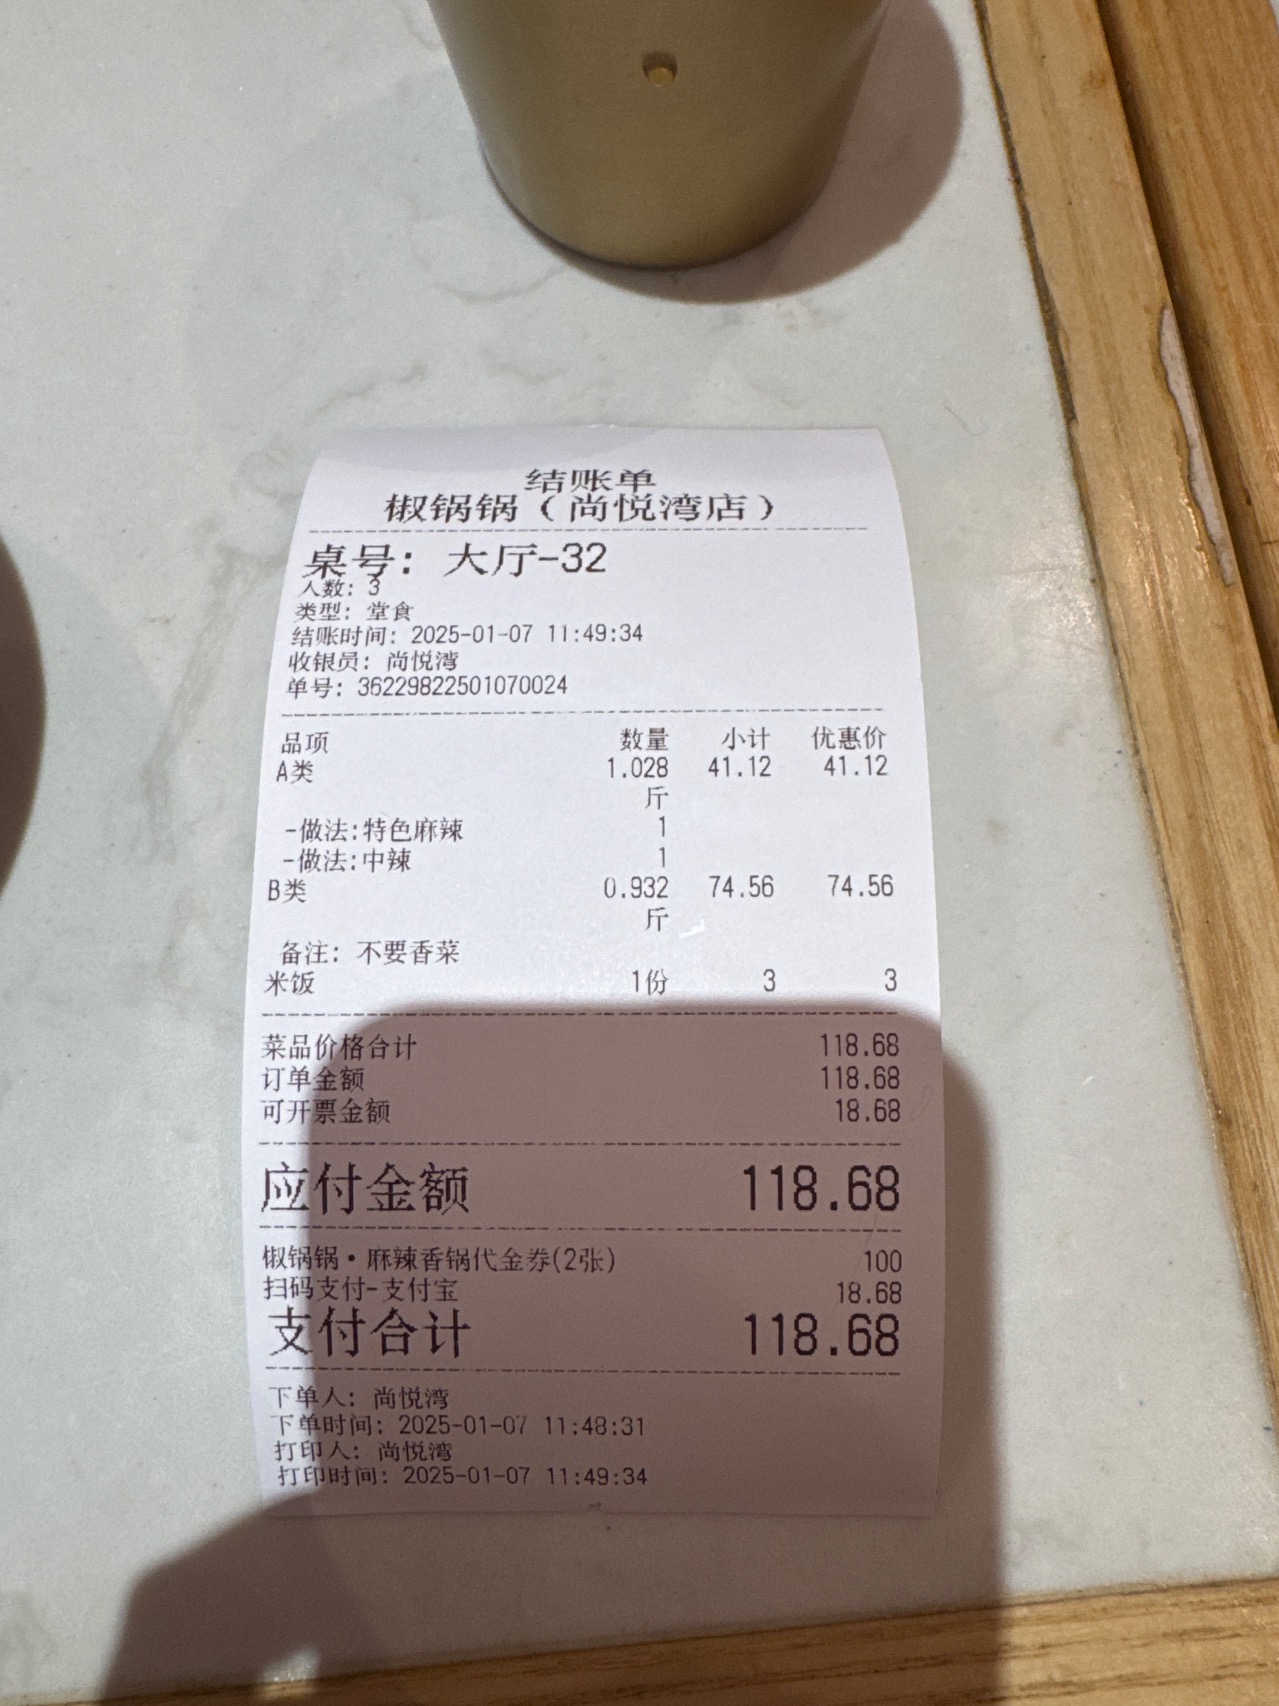 结账单
椒锅锅（尚悦湾店）
桌号：大厅-32
人数：3
类型：堂食
结账时间：2025-01-07 11:49:34
收银员：尚悦湾
单号：36229822501070024
品项 数量 小计 优惠价
A类 1.028 41.12 41.12
斤
-做法:特色麻辣 1
-做法:中辣 1
B类 0.932 74.56 74.56
斤
备注：不要香菜
米饭 1份 3 3
菜品价格合计 118.68
订单金额 118.68
可开票金额 18.68
应付金额 118.68
椒锅锅·麻辣香锅代金券(2张) 100
扫码支付-支付宝 18.68
支付合计 118.68
下单人：尚悦湾
下单时间：2025-01-07 11:48:31
打印人：尚悦湾
打印时间：2025-01-07 11:49:34